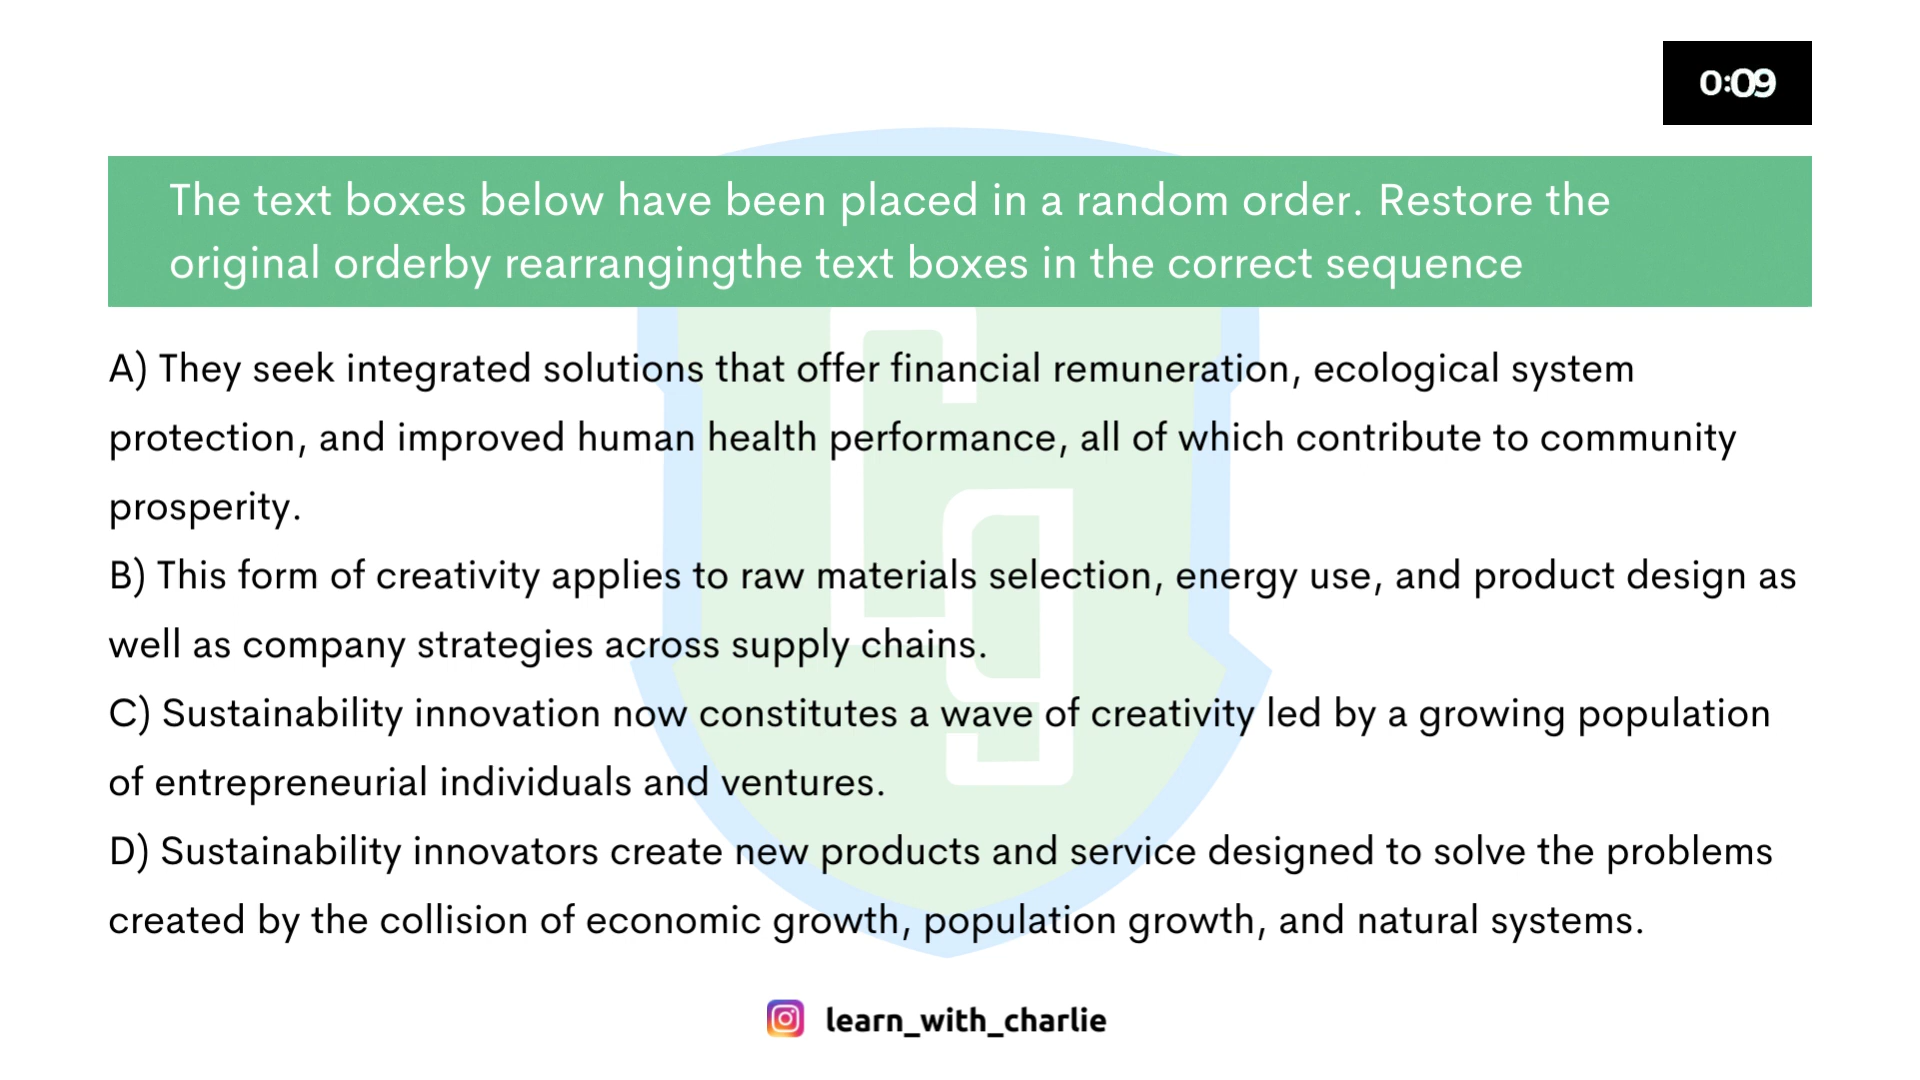 0:09
The text boxes below have been placed in a random order. Restore the
original orderby rearrangingthe text boxes in the correct sequence
A) They seek integrated solutions that offer financial remuneration, ecological system
protection, and improved human health performance, all of which contribute to community
prosperity.
B) This form of creativity applies to raw materials selection, energy use, and product design as
well as company strategies across supply chains.
C) Sustainability innovation now constitutes a wave of creativity led by a growing population
of entrepreneurial individuals and ventures.
D) Sustainability innovators create new products and service designed to solve the problems
created by the collision of economic growth, population growth, and natural systems.
learn_with_charlie